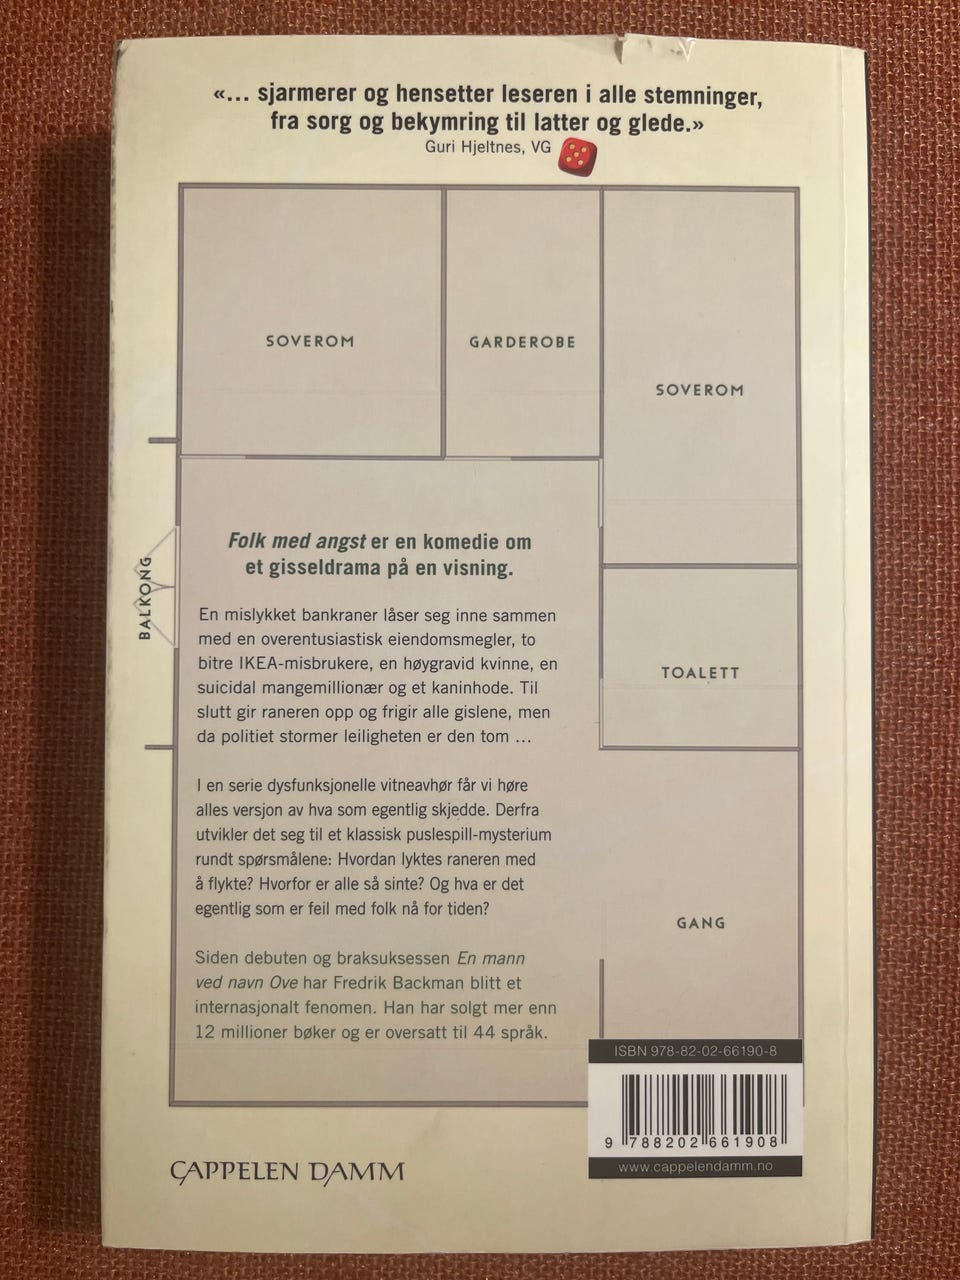 «… sjarmerer og hensetter leseren i alle stemninger,
fra sorg og bekymring til latter og glede.»
Guri Hjeltnes, VG
SOVEROM
GARDEROBE
SOVEROM
BALKONG
Folk med angst er en komedie om
et gisseldrama på en visning.
En mislykket bankraner låser seg inne sammen
med en overentusiastisk eiendomsmegler, to
bitre IKEA-misbrukere, en høygravid kvinne, en
suicidal mangemillionær og et kaninhode. Til
slutt gir raneren opp og frigir alle gislene, men
da politiet stormer leiligheten er den tom …
I en serie dysfunksjonelle vitneavhør får vi høre
alles versjon av hva som egentlig skjedde. Derfra
utvikler det seg til et klassisk puslespill-mysterium
rundt spørsmålene: Hvordan lyktes raneren med
å flykte? Hvorfor er alle så sinte? Og hva er det
egentlig som er feil med folk nå for tiden?
Siden debuten og braksuksessen En mann
ved navn Ove har Fredrik Backman blitt et
internasjonalt fenomen. Han har solgt mer enn
12 millioner bøker og er oversatt til 44 språk.
TOALETT
GANG
ISBN 978-82-02-66190-8
9 788202 661908
www.cappelendamm.no
CAPPELEN DAMM